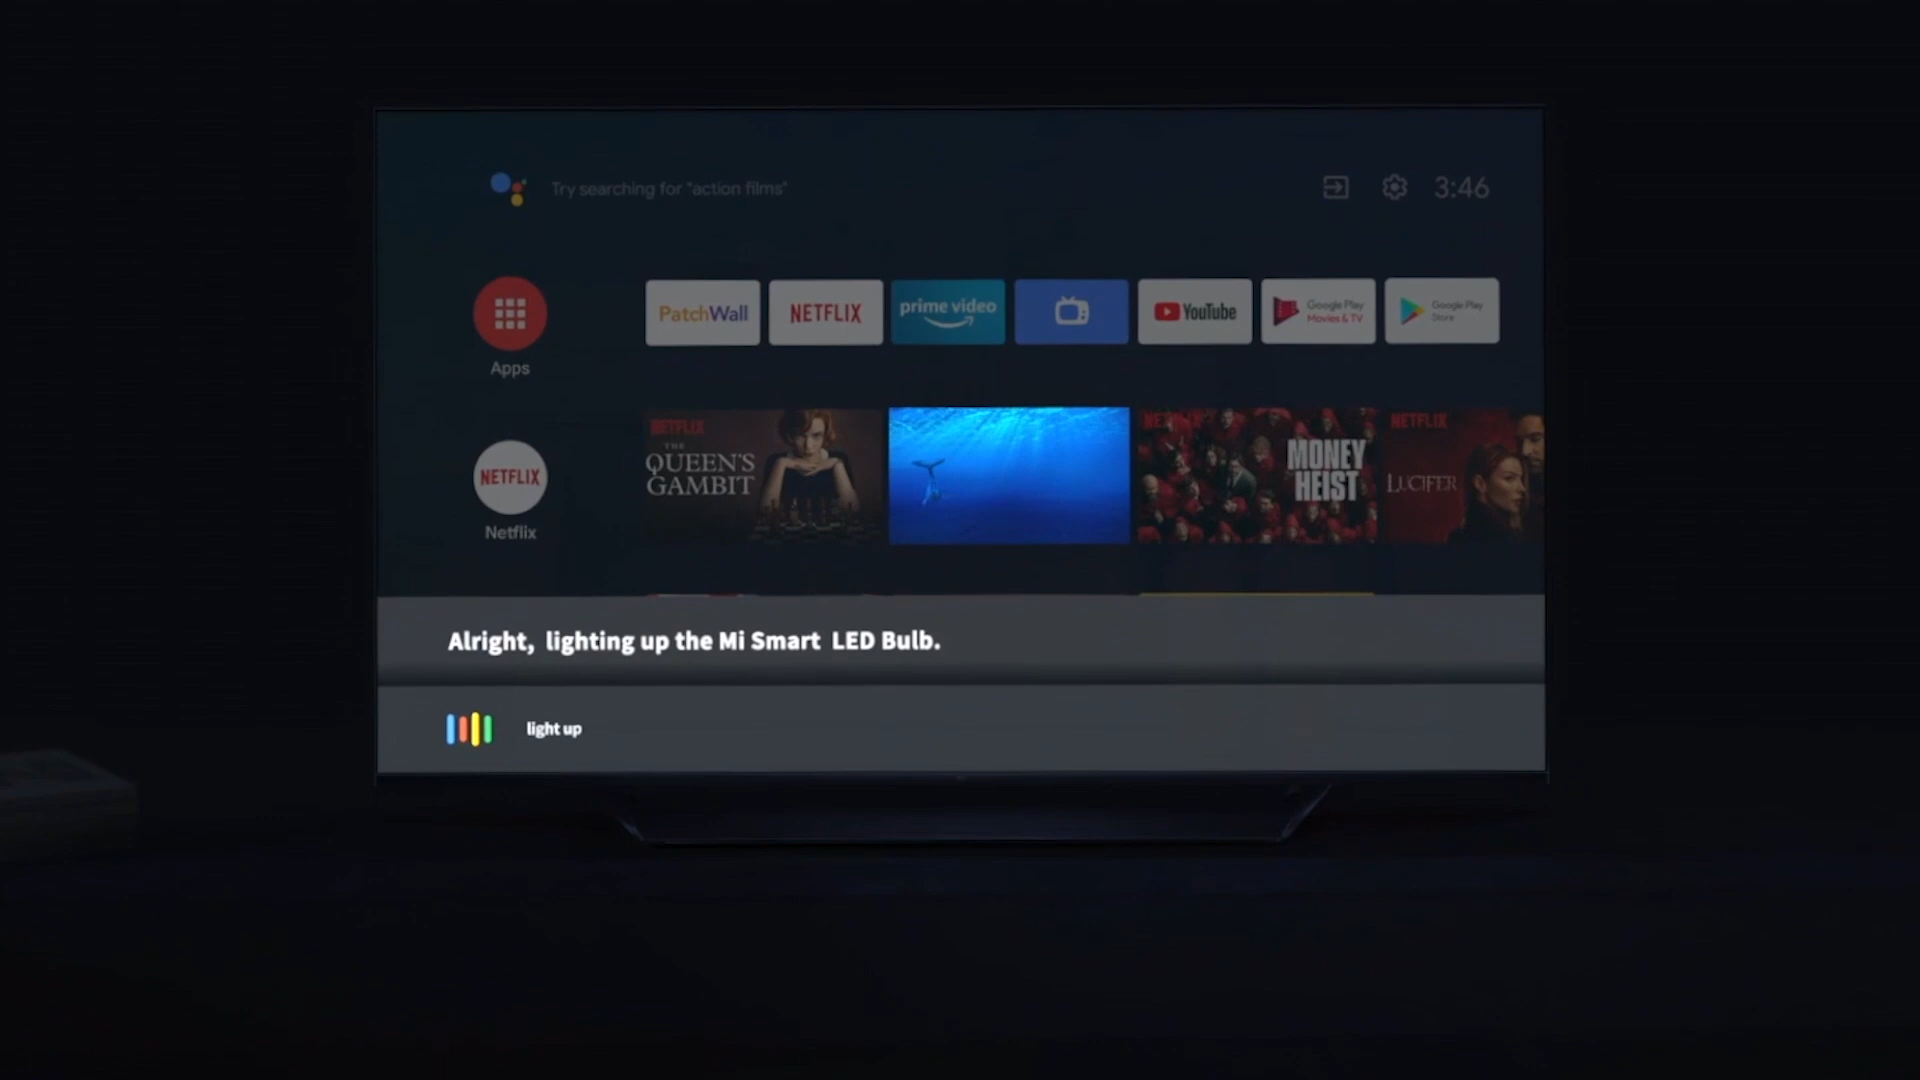 Try searching for "action films"
3:46
PatchWall
NETFLIX
prime video
YouTube
Google Play
Movies & TV
Google Play
Store
Apps
NETFLIX
THE
QUEEN'S
GAMBIT
NETFLIX
MONEY
HEIST
NETFLIX
LUCIFER
NETFLIX
Netflix
Alright, lighting up the Mi Smart LED Bulb.
light up